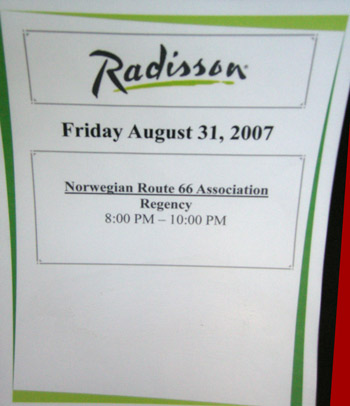 Radisson
Friday August 31, 2007
Norwegian Route 66 Association
Regency
8:00 PM – 10:00 PM